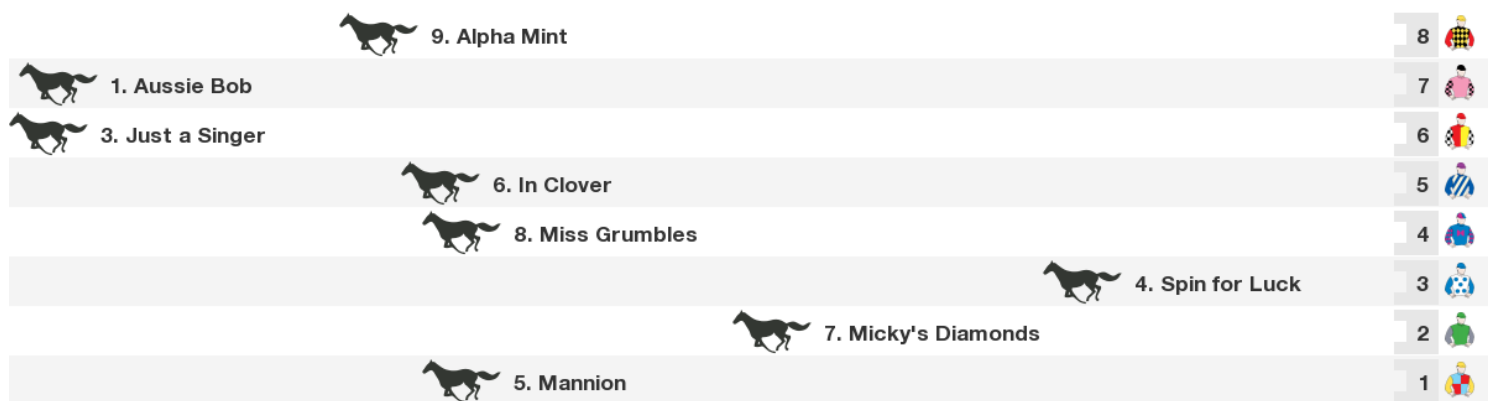 9. Alpha Mint 8
1. Aussie Bob 7
3. Just a Singer 6
6. In Clover 5
8. Miss Grumbles 4
4. Spin for Luck 3
7. Micky's Diamonds 2
5. Mannion 1